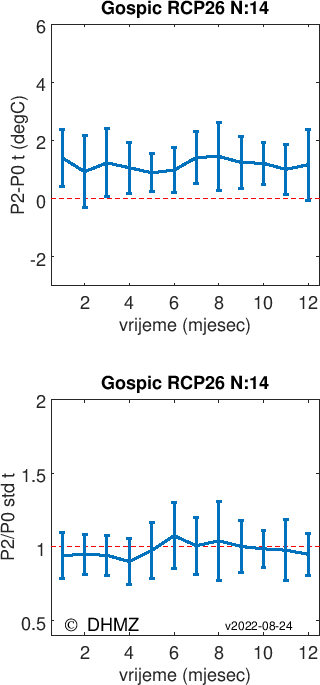 Gospic RCP26 N:14
6
4
2
0
-2
P2-P0 t (degC)
2 4 6 8 10 12
vrijeme (mjesec)
Gospic RCP26 N:14
2
1.5
1
0.5
P2/P0 std t
© DHMZ v2022-08-24
2 4 6 8 10 12
vrijeme (mjesec)